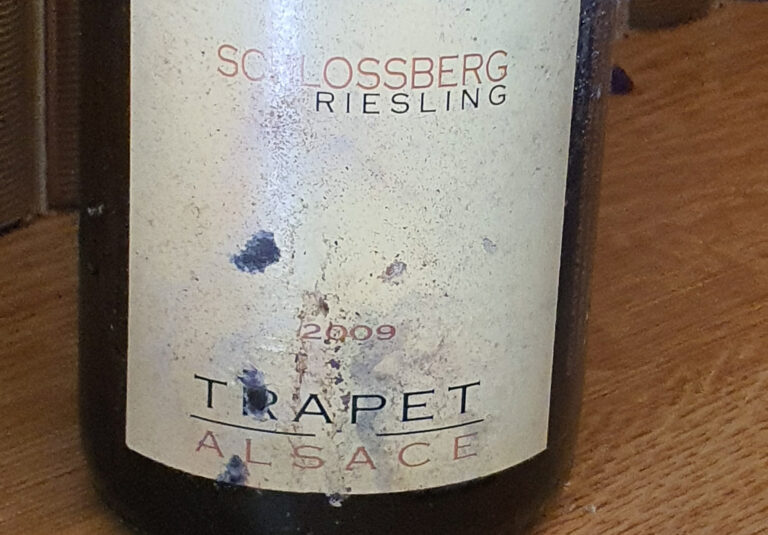 SCHLOSSBERG
RIESLING
2009
TRAPET
ALSACE